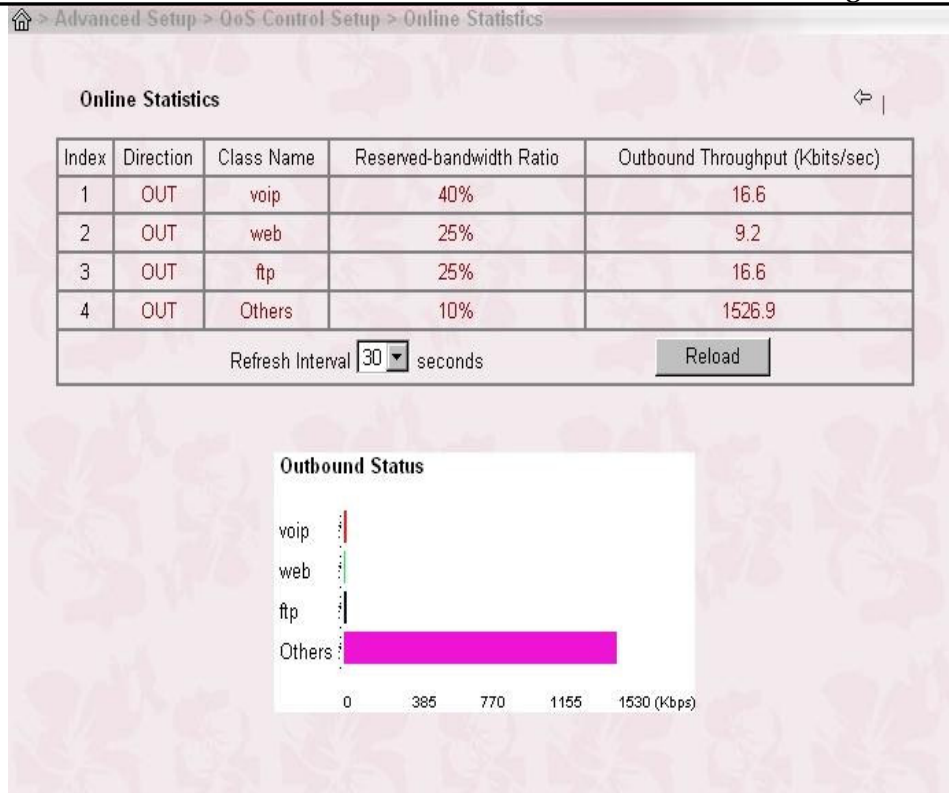 > Advanced Setup > QoS Control Setup > Online Statistics
Online Statistics
Index Direction Class Name Reserved-bandwidth Ratio Outbound Throughput (Kbits/sec)
1 OUT voip 40% 16.6
2 OUT web 25% 9.2
3 OUT ftp 25% 16.6
4 OUT Others 10% 1526.9
Refresh Interval 30 seconds Reload
Outbound Status
voip
web
ftp
Others
0 385 770 1155 1530 (Kbps)